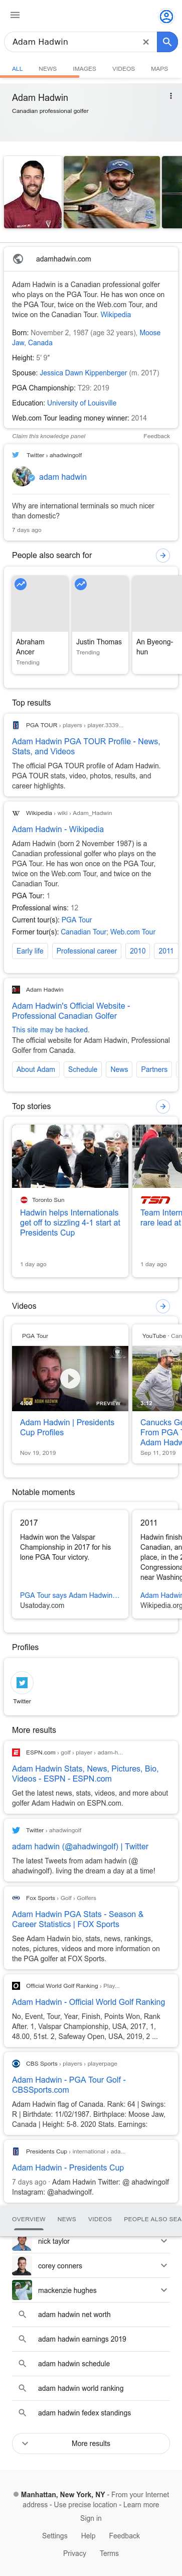 Adam Hadwin
ALL NEWS IMAGES VIDEOS MAPS
Adam Hadwin
Canadian professional golfer
adamhadwin.com
Adam Hadwin is a Canadian professional golfer
who plays on the PGA Tour. He has won once on
the PGA Tour, twice on the Web.com Tour, and
twice on the Canadian Tour. Wikipedia
Born: November 2, 1987 (age 32 years), Moose
Jaw, Canada
Height: 5′ 9″
Spouse: Jessica Dawn Kippenberger (m. 2017)
PGA Championship: T29: 2019
Education: University of Louisville
Web.com Tour leading money winner: 2014
Claim this knowledge panel Feedback
Twitter › ahadwingolf
adam hadwin
Why are international terminals so much nicer
than domestic?
7 days ago
People also search for
Abraham
Ancer
Trending
Justin Thomas
Trending
An Byeong-
hun
Top results
PGA TOUR › players › player.3339...
Adam Hadwin PGA TOUR Profile - News,
Stats, and Videos
The official PGA TOUR profile of Adam Hadwin.
PGA TOUR stats, video, photos, results, and
career highlights.
Wikipedia › wiki › Adam_Hadwin
Adam Hadwin - Wikipedia
Adam Hadwin (born 2 November 1987) is a
Canadian professional golfer who plays on the
PGA Tour. He has won once on the PGA Tour,
twice on the Web.com Tour, and twice on the
Canadian Tour.
PGA Tour: 1
Professional wins: 12
Current tour(s): PGA Tour
Former tour(s): Canadian Tour; Web.com Tour
Early life Professional career 2010 2011
Adam Hadwin
Adam Hadwin's Official Website -
Professional Canadian Golfer
This site may be hacked.
The official website for Adam Hadwin, Professional
Golfer from Canada.
About Adam Schedule News Partners
Top stories
Toronto Sun
Hadwin helps Internationals
get off to sizzling 4-1 start at
Presidents Cup
1 day ago
TSN
Team Intern
rare lead at
1 day ago
Videos
PGA Tour
4:50 PREVIEW
Adam Hadwin | Presidents
Cup Profiles
Nov 19, 2019
YouTube · Can
3:12
Canucks Ge
From PGA T
Adam Hadw
Sep 11, 2019
Notable moments
2017
Hadwin won the Valspar
Championship in 2017 for his
lone PGA Tour victory.
PGA Tour says Adam Hadwin...
Usatoday.com
2011
Hadwin finish
Canadian, an
place, in the 2
Congressiona
near Washing
Adam Hadwi
Wikipedia.org
Profiles
Twitter
More results
ESPN.com › golf › player › adam-h...
Adam Hadwin Stats, News, Pictures, Bio,
Videos - ESPN - ESPN.com
Get the latest news, stats, videos, and more about
golfer Adam Hadwin on ESPN.com.
Twitter › ahadwingolf
adam hadwin (@ahadwingolf) | Twitter
The latest Tweets from adam hadwin (@
ahadwingolf). living the dream a day at a time!
Fox Sports › Golf › Golfers
Adam Hadwin PGA Stats - Season &
Career Statistics | FOX Sports
See Adam Hadwin bio, stats, news, rankings,
notes, pictures, videos and more information on
the PGA golfer at FOX Sports.
Official World Golf Ranking › Play...
Adam Hadwin - Official World Golf Ranking
No, Event, Tour, Year, Finish, Points Won, Rank
After. 1, Valspar Championship, USA, 2017, 1,
48.00, 51st. 2, Safeway Open, USA, 2019, 2 ...
CBS Sports › players › playerpage
Adam Hadwin - PGA Tour Golf -
CBSSports.com
Adam Hadwin flag of Canada. Rank: 64 | Swings:
R | Birthdate: 11/02/1987. Birthplace: Moose Jaw,
Canada | Height: 5-8. 2020 Stats. Earnings:
Presidents Cup › international › ada...
Adam Hadwin - Presidents Cup
7 days ago · Adam Hadwin Twitter: @ ahadwingolf
Instagram: @ahadwingolf.
OVERVIEW NEWS VIDEOS PEOPLE ALSO SEA
nick taylor
corey conners
mackenzie hughes
adam hadwin net worth
adam hadwin earnings 2019
adam hadwin schedule
adam hadwin world ranking
adam hadwin fedex standings
More results
Manhattan, New York, NY - From your Internet
address - Use precise location - Learn more
Sign in
Settings Help Feedback
Privacy Terms